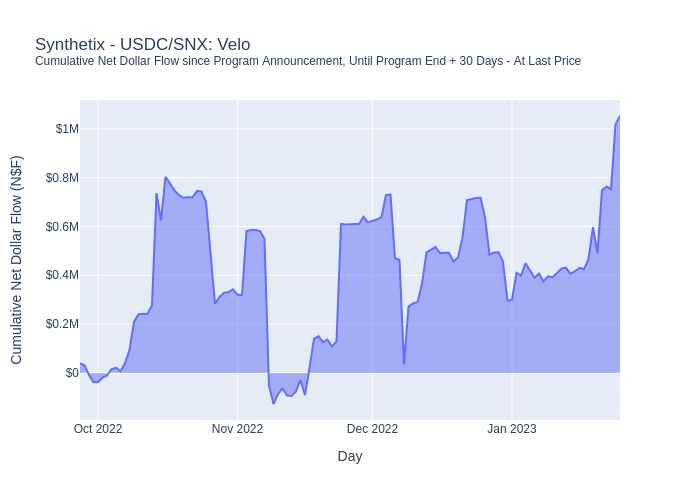 Synthetix - USDC/SNX: Velo
Cumulative Net Dollar Flow since Program Announcement, Until Program End + 30 Days - At Last Price
Cumulative Net Dollar Flow (N$F)
$1M
$0.8M
$0.6M
$0.4M
$0.2M
$0
Oct 2022
Nov 2022
Dec 2022
Jan 2023
Day